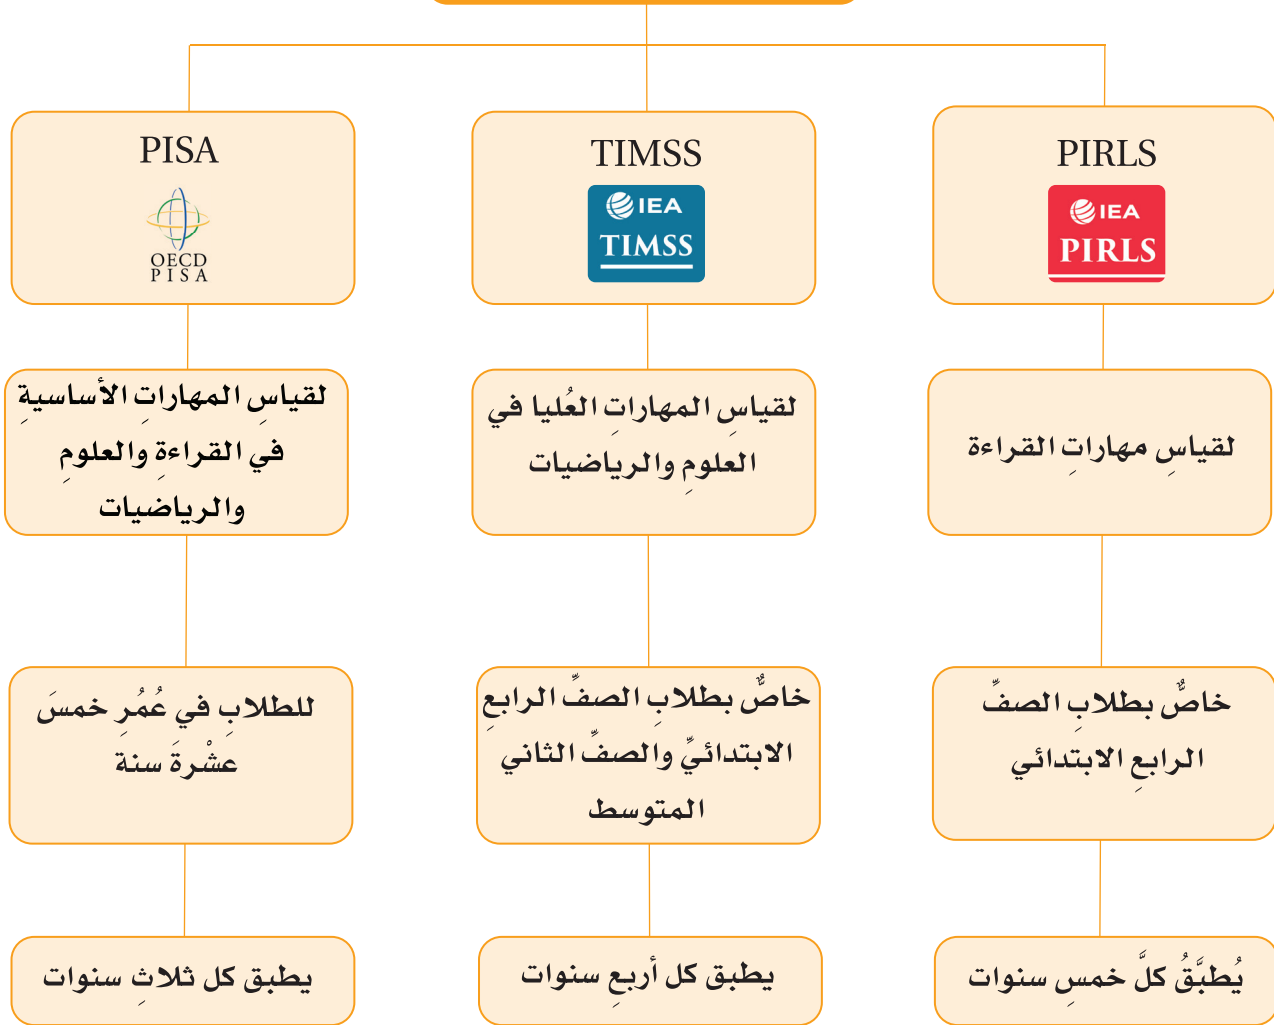 PIRLS
IEA
PIRLS
لقياسِ مهاراتِ القراءة
خاصٌّ بطلابِ الصفِّ
الرابعِ الابتدائي
يُطبَّقُ كلَّ خمسِ سنوات
TIMSS
IEA
TIMSS
لقياسِ المهاراتِ العُليا في
العلومِ والرياضيات
خاصٌّ بطلابِ الصفِّ الرابعِ
الابتدائيِّ والصفِّ الثاني
المتوسط
يطبق كل أربعِ سنوات
PISA
OECD
PISA
لقياسِ المهاراتِ الأساسيةِ
في القراءةِ والعلومِ
والرياضيات
للطلابِ في عُمُرِ خمسَ
عشْرةَ سنة
يطبق كل ثلاثِ سنوات